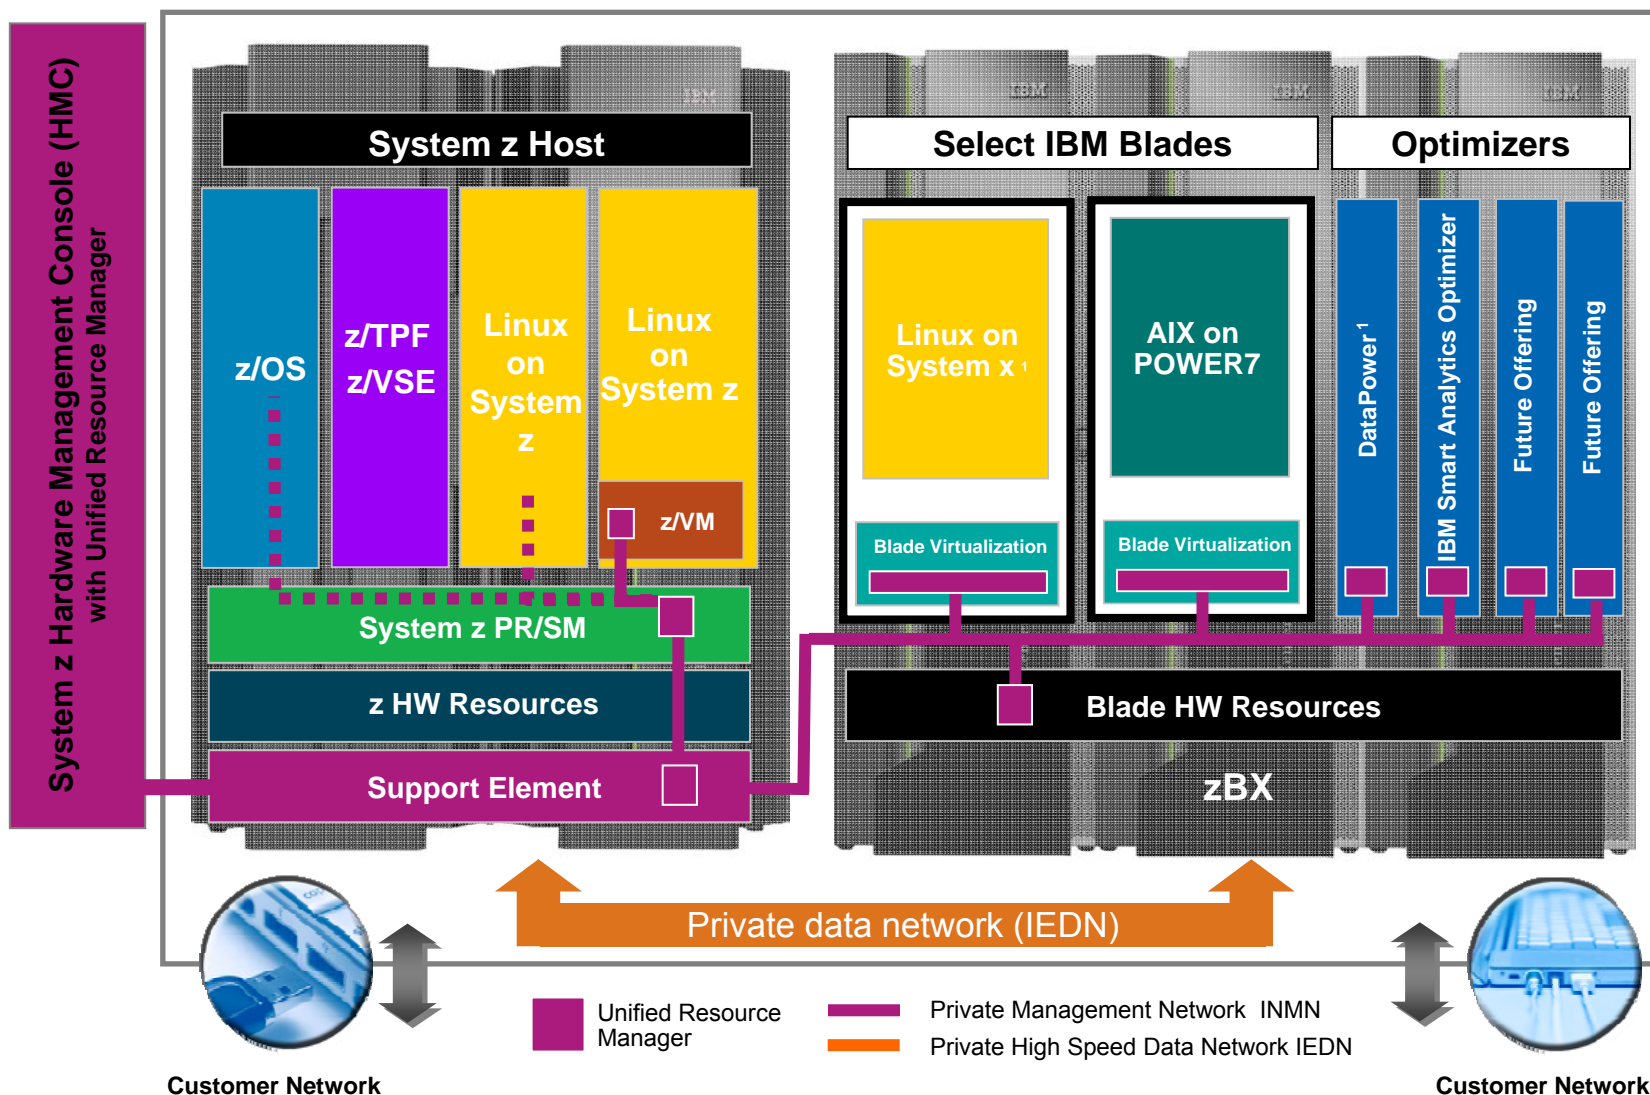 System z Hardware Management Console (HMC)
with Unified Resource Manager
IBM
IBM
IBM
IBM
System z Host
Select IBM Blades
Optimizers
z/OS
z/TPF
z/VSE
Linux
on
System
z
Linux
on
System z
z/VM
Linux on
System x 1
AIX on
POWER7
Blade Virtualization
Blade Virtualization
DataPower 1
IBM Smart Analytics Optimizer
Future Offering
Future Offering
System z PR/SM
z HW Resources
Blade HW Resources
Support Element
zBX
Private data network (IEDN)
Unified Resource
Manager
Private Management Network INMN
Private High Speed Data Network IEDN
Customer Network
Customer Network